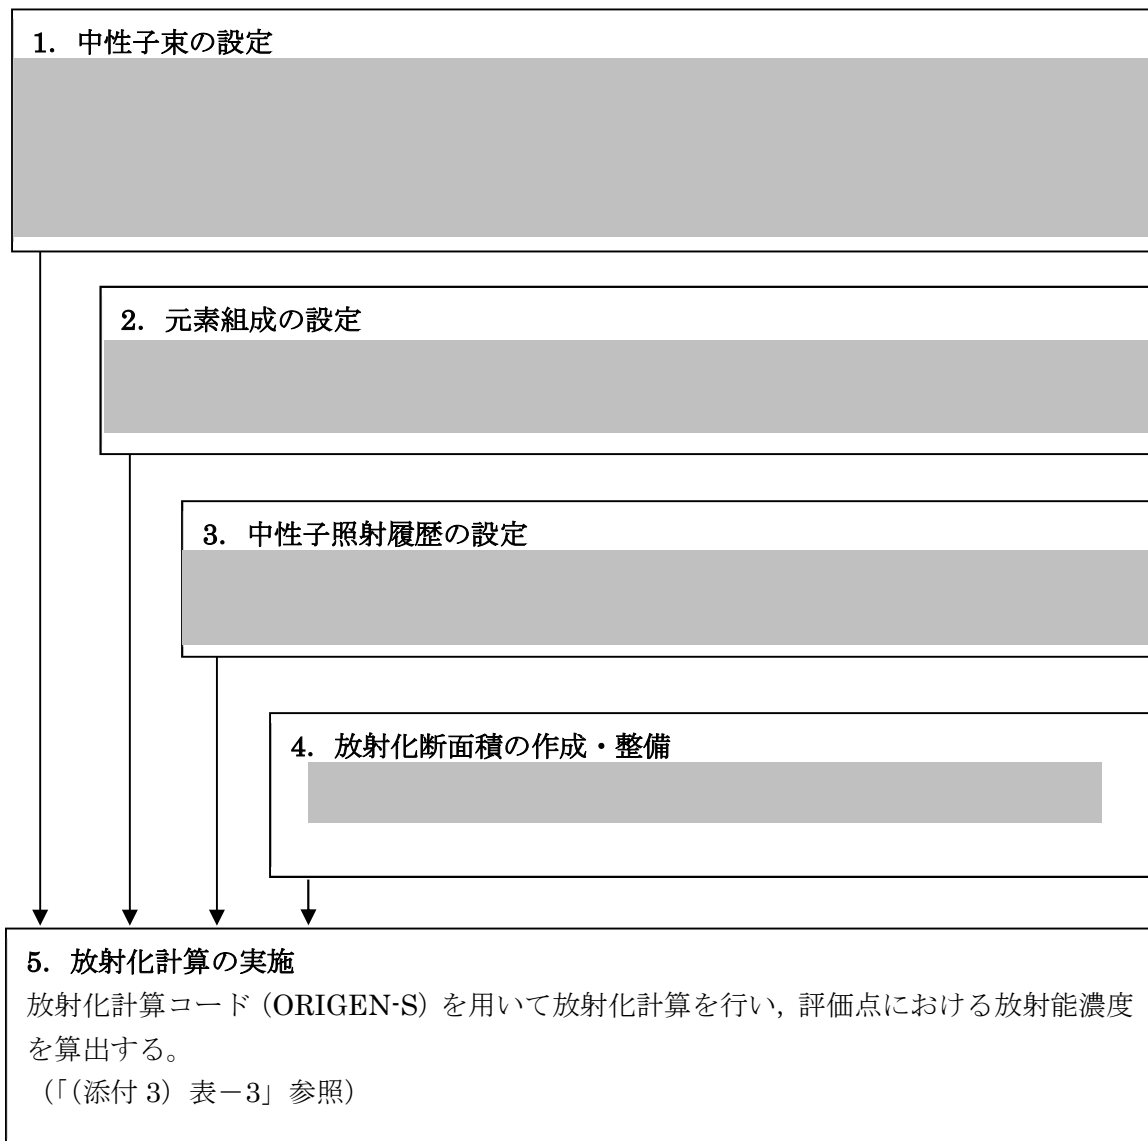 1. 中性子束の設定
2. 元素組成の設定
3. 中性子照射履歴の設定
4. 放射化断面積の作成・整備
5. 放射化計算の実施
放射化計算コード（ORIGEN-S）を用いて放射化計算を行い, 評価点における放射能濃度
を算出する。
（「（添付 3）表－3」参照）